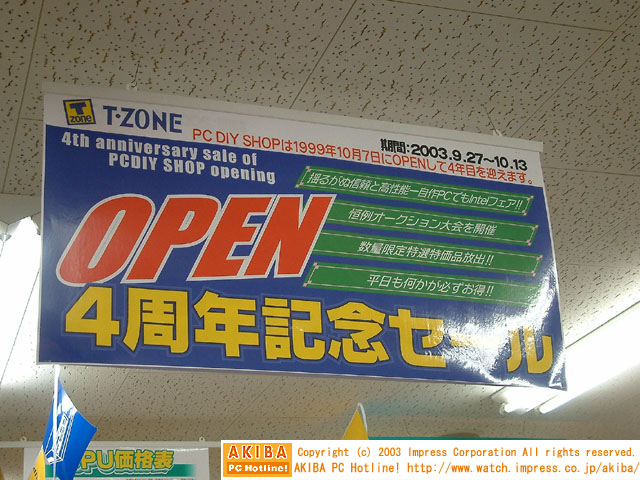 T zone T·ZONE
期間:2003.9.27〜10.13
PC DIY SHOPは1999年10月7日にOPENして4年目を迎えます。
4th anniversary sale of
PCDIY SHOP opening
揺るがぬ信頼と高性能ー自作PCでもIntelフェア!!
恒例オークション大会を開催
数量限定特選特価品放出!!
平日も何かが必ずお得!!
OPEN
4周年記念セール
CPU価格表
AKIBA
PC Hotline!
Copyright (c) 2003 Impress Corporation All rights reserved.
AKIBA PC Hotline! http://www.watch.impress.co.jp/akiba/